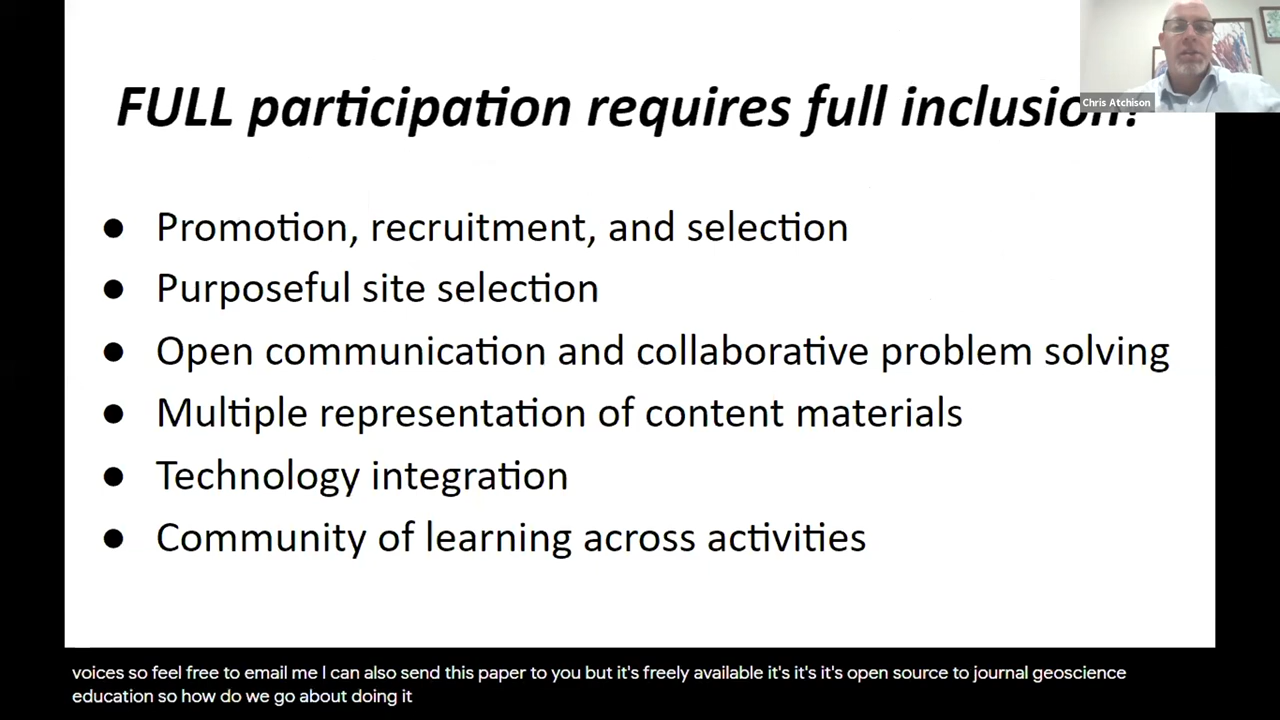 FULL participation requires full inclusion!
Chris Atchison
● Promotion, recruitment, and selection
● Purposeful site selection
● Open communication and collaborative problem solving
● Multiple representation of content materials
● Technology integration
● Community of learning across activities
voices so feel free to email me I can also send this paper to you but it's freely available it's it's it's open source to journal geoscience
education so how do we go about doing it